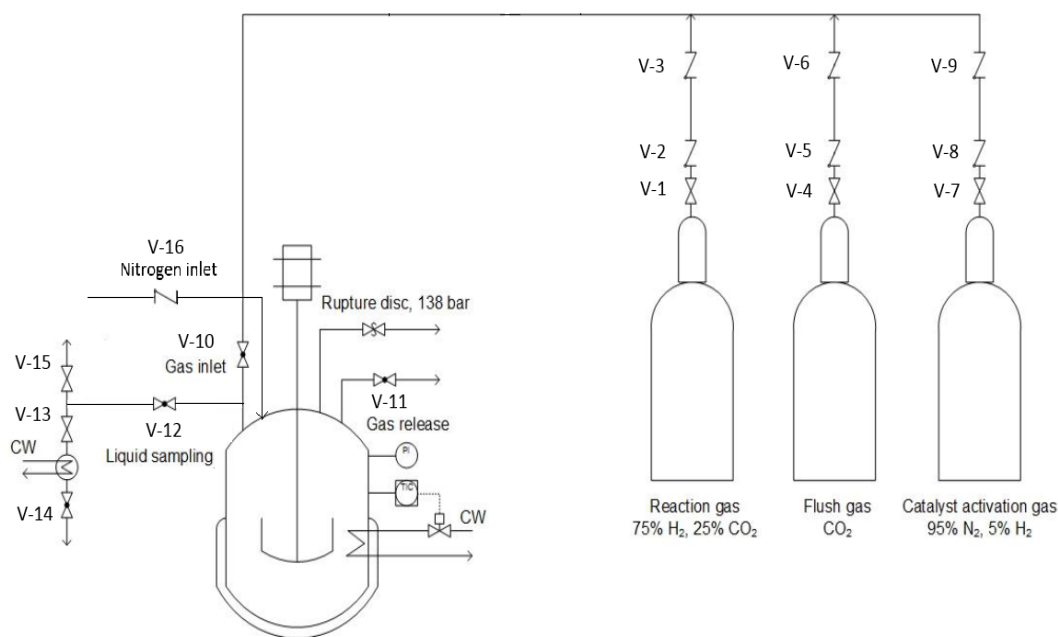 V-3
V-6
V-9
V-2
V-5
V-8
V-1
V-4
V-7
V-16
Nitrogen inlet
Rupture disc, 138 bar
V-10
Gas inlet
V-15
V-13
V-12
Liquid sampling
V-11
Gas release
CW
V-14
PI
TIC
CW
Reaction gas
75% H₂, 25% CO₂
Flush gas
CO₂
Catalyst activation gas
95% N₂, 5% H₂